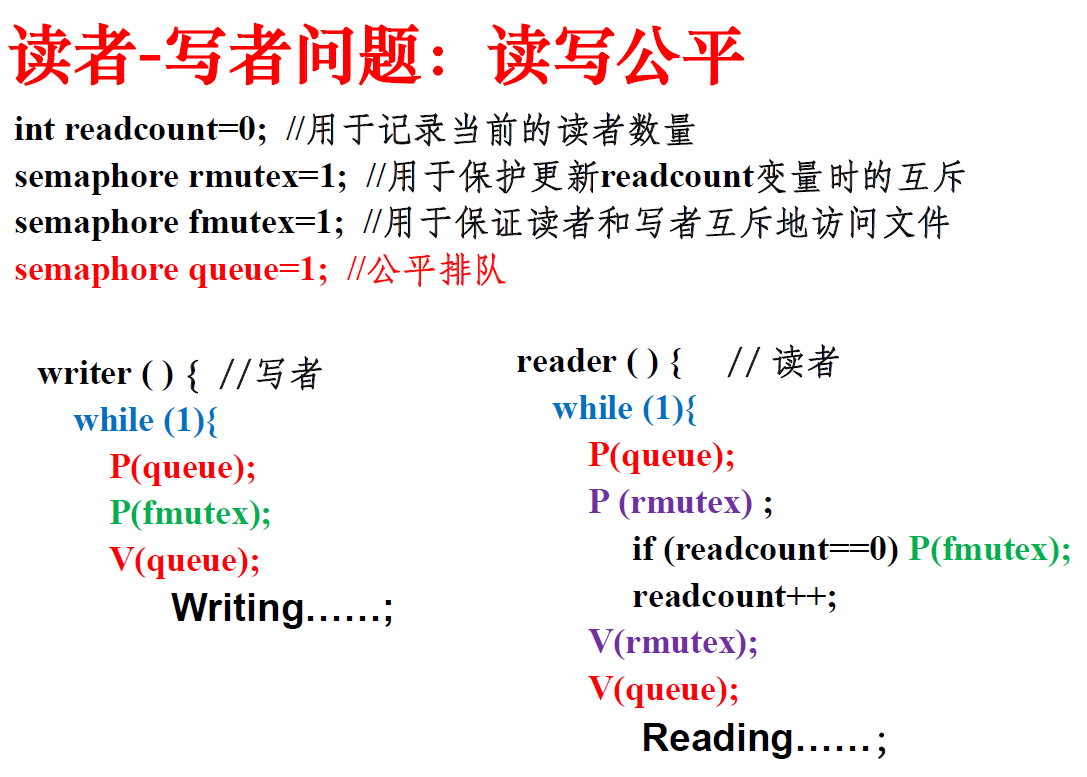 读者-写者问题：读写公平
int readcount=0;  //用于记录当前的读者数量
semaphore rmutex=1;  //用于保护更新readcount变量时的互斥
semaphore fmutex=1;  //用于保证读者和写者互斥地访问文件
semaphore queue=1;  //公平排队
writer ( ) {  //写者
while (1){
P(queue);
P(fmutex);
V(queue);
Writing……;
reader ( ) {    // 读者
while (1){
P(queue);
P (rmutex) ;
if (readcount==0) P(fmutex);
readcount++;
V(rmutex);
V(queue);
Reading……;